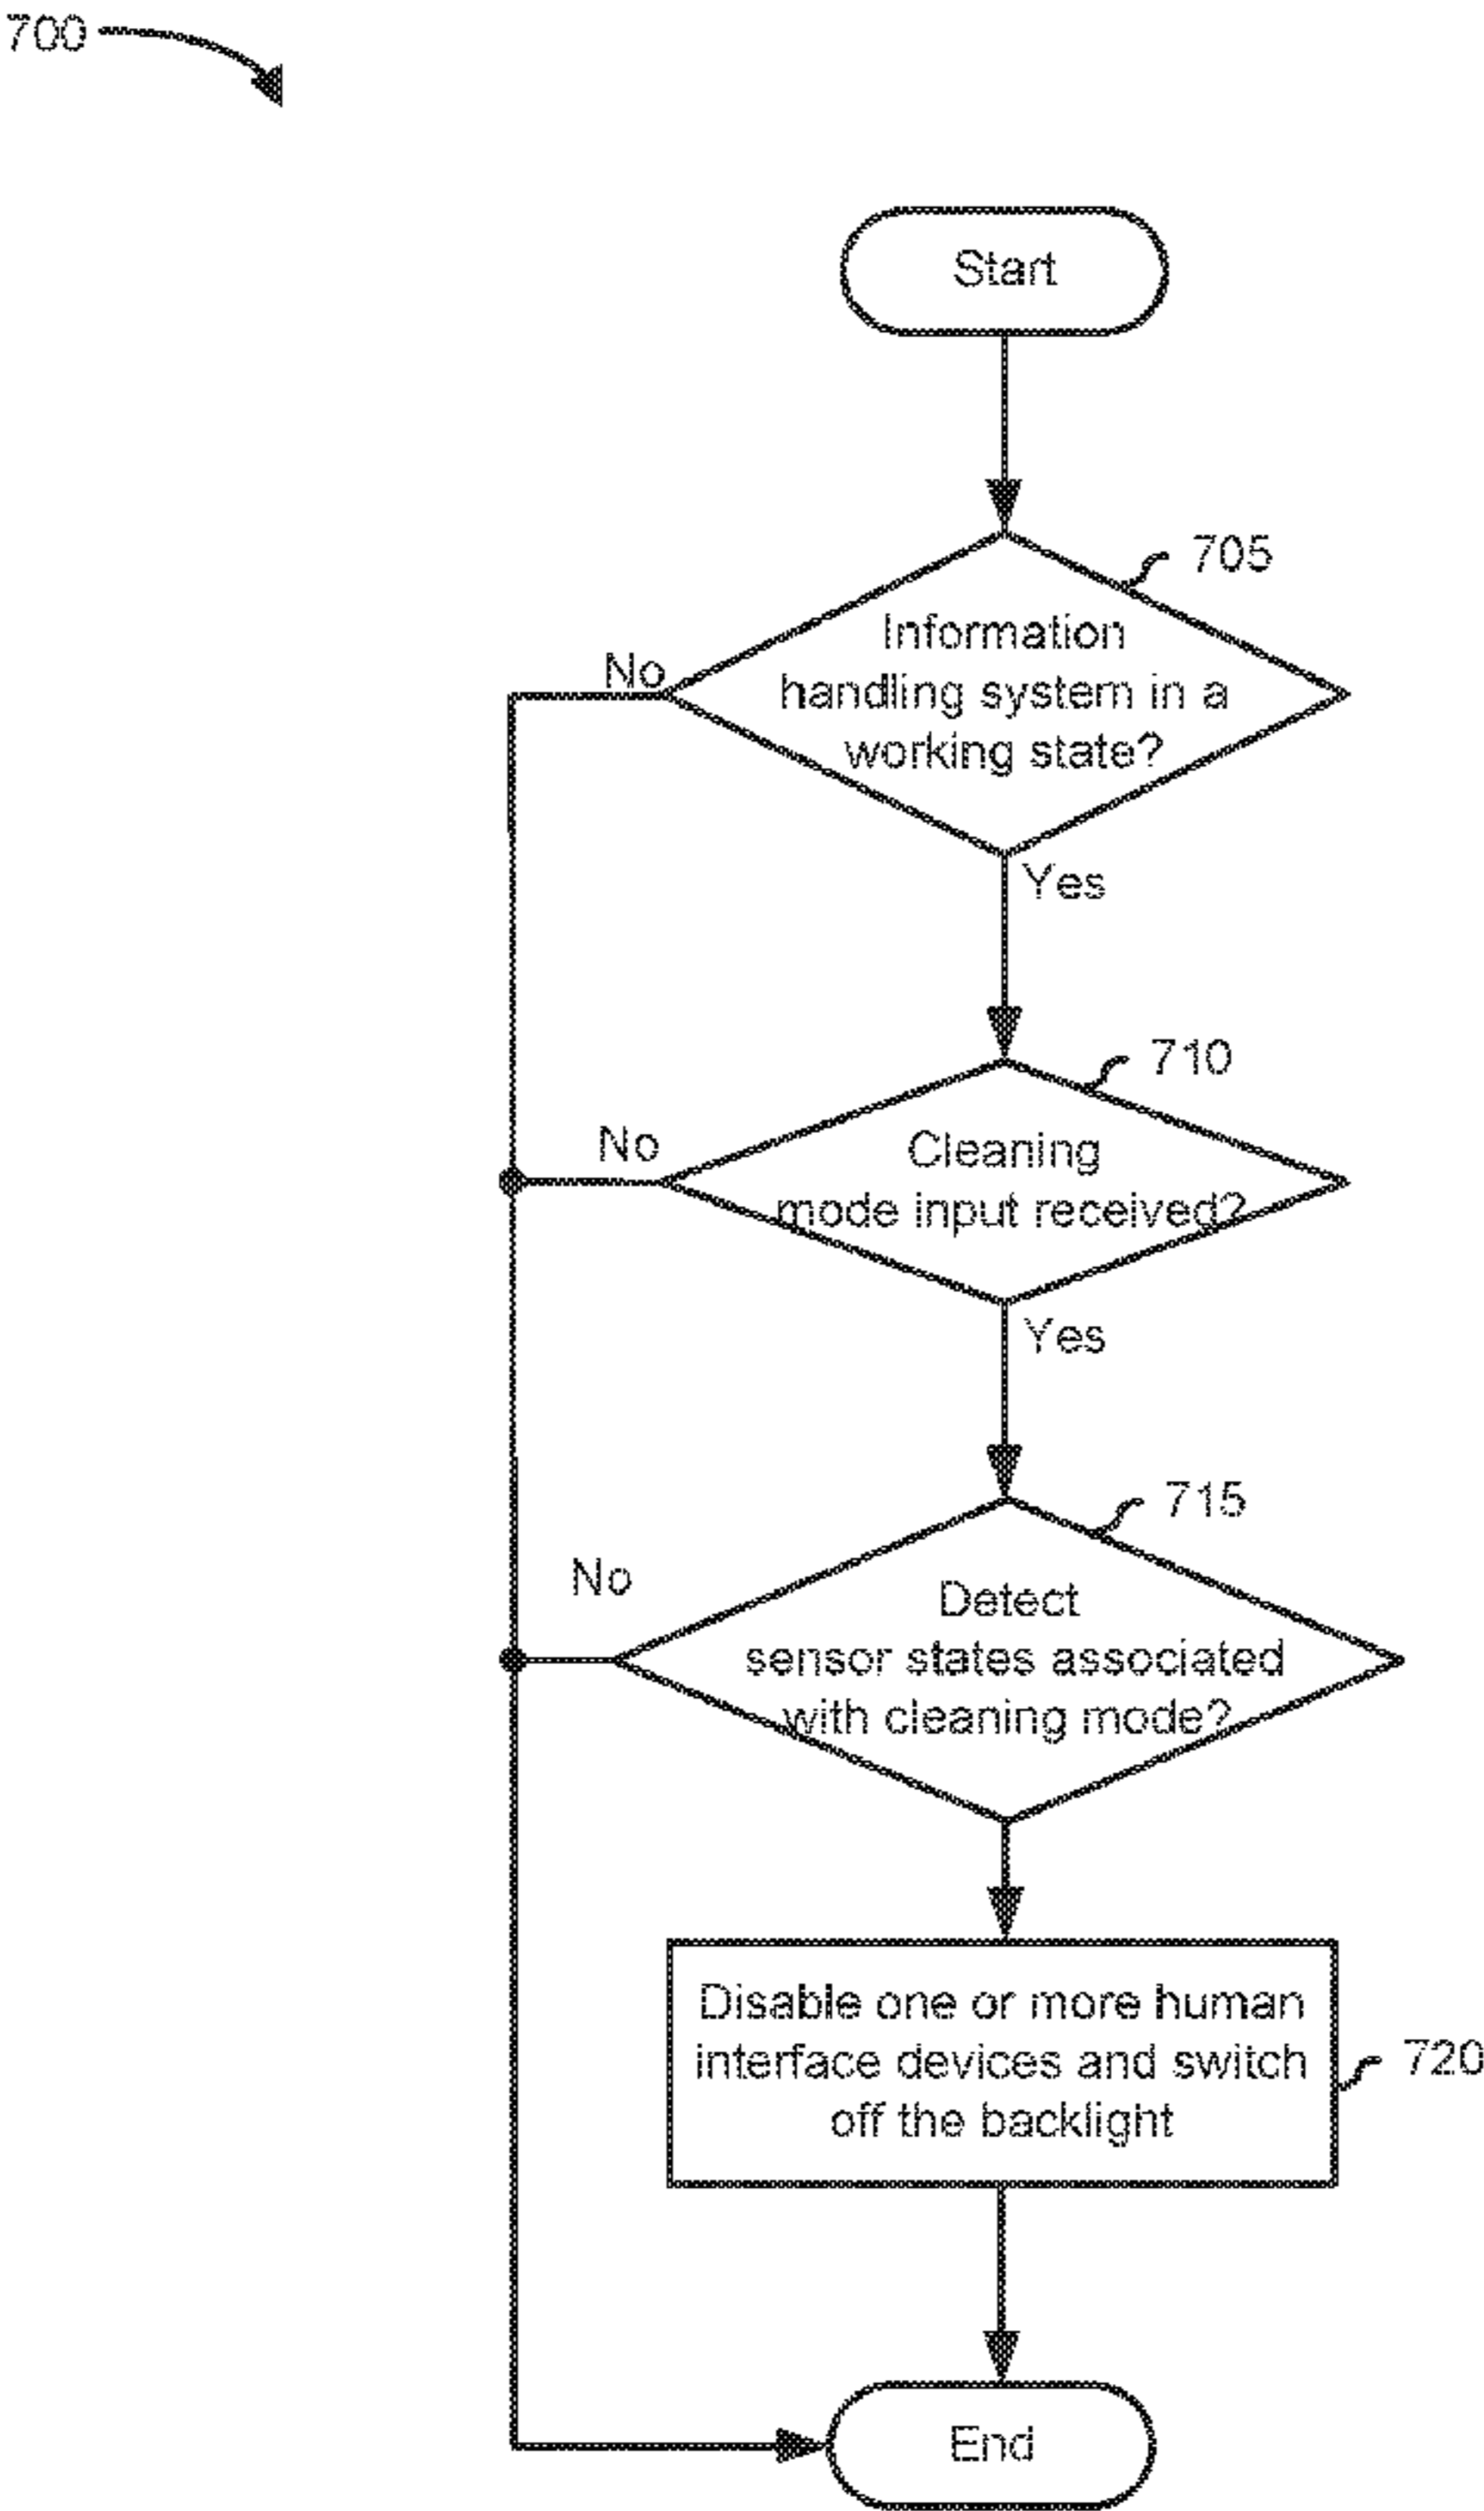 700
Start
705
Information
No
handling system in a
working state?
Yes
710
No
Cleaning
mode input received?
Yes
715
No
Detect
sensor states associated
with cleaning mode?
Disable one or more human
interface devices and switch
720
off the backlight
End